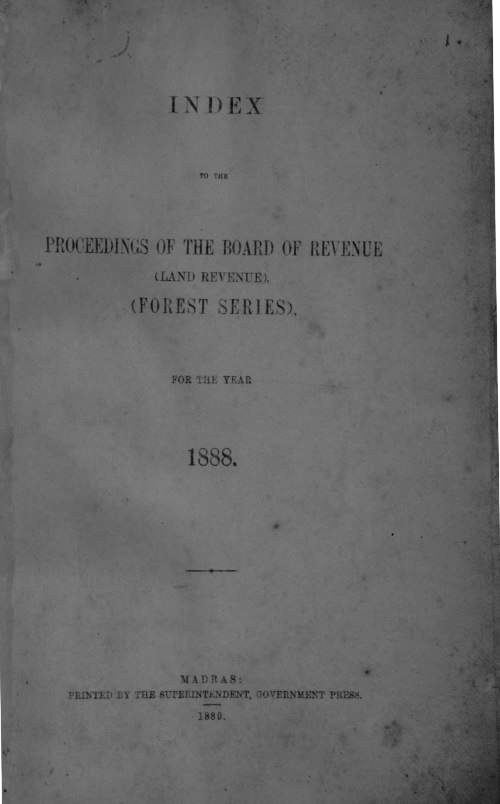 1.
INDEX
TO THE
PROCEEDINGS OF THE BOARD OF REVENUE
(LAND REVENUE),
(FOREST SERIES),
FOR THE YEAR
1888.
MADRAS:
PRINTED BY THE SUPERINTENDENT, GOVERNMENT PRESS.
1889.